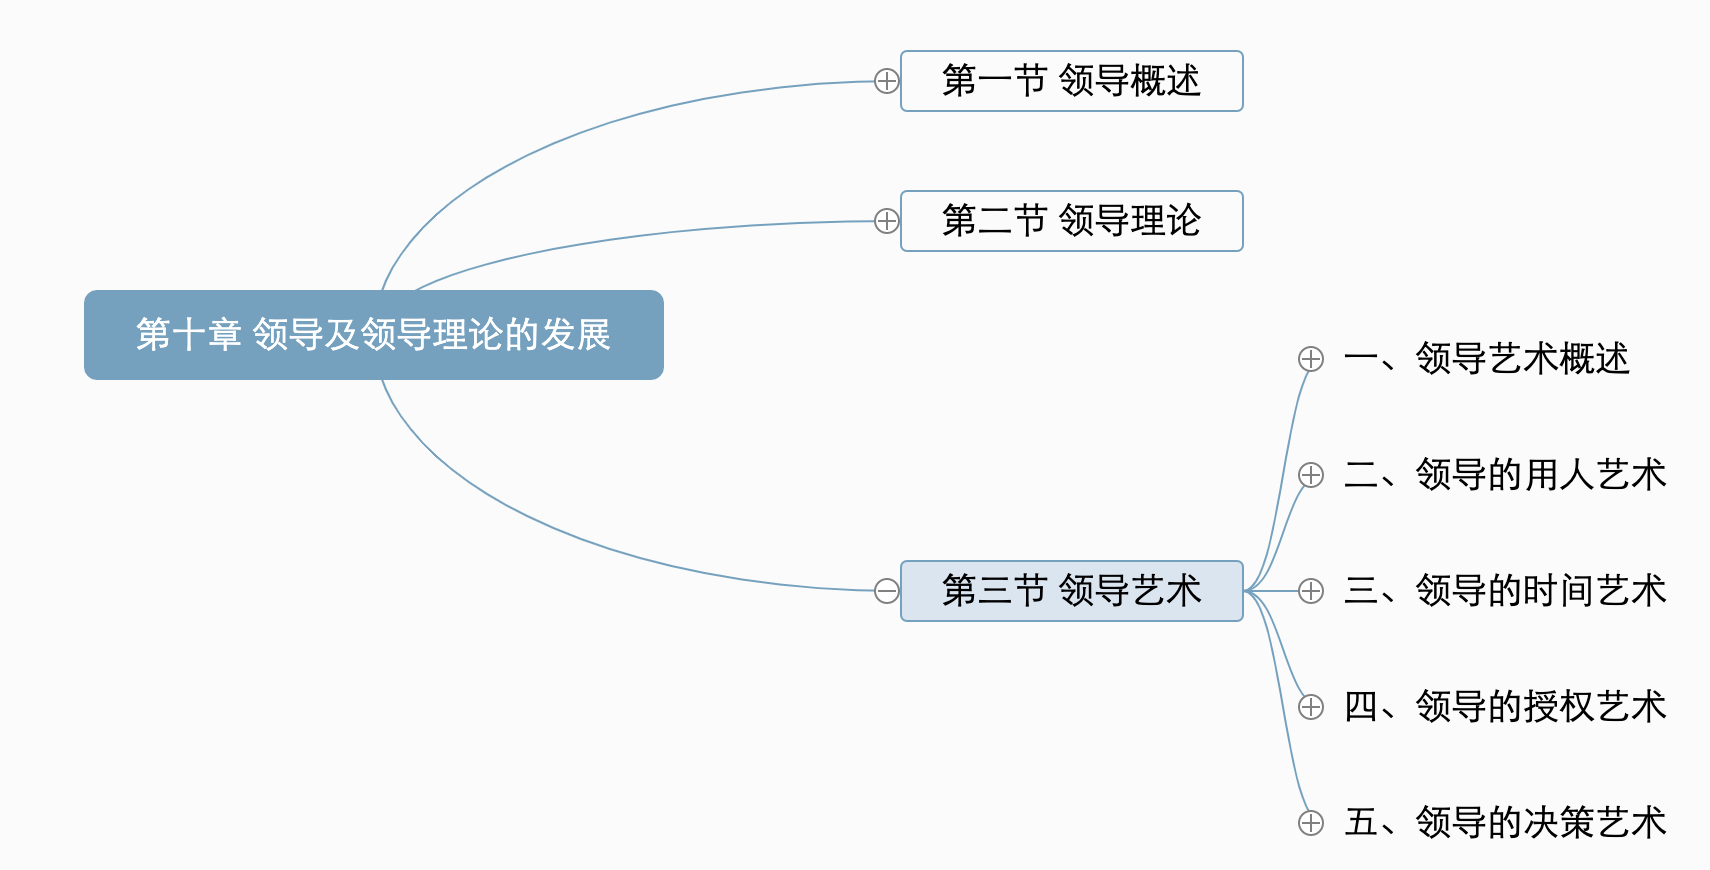 第十章 领导及领导理论的发展
第一节 领导概述
第二节 领导理论
第三节 领导艺术
一、领导艺术概述
二、领导的用人艺术
三、领导的时间艺术
四、领导的授权艺术
五、领导的决策艺术